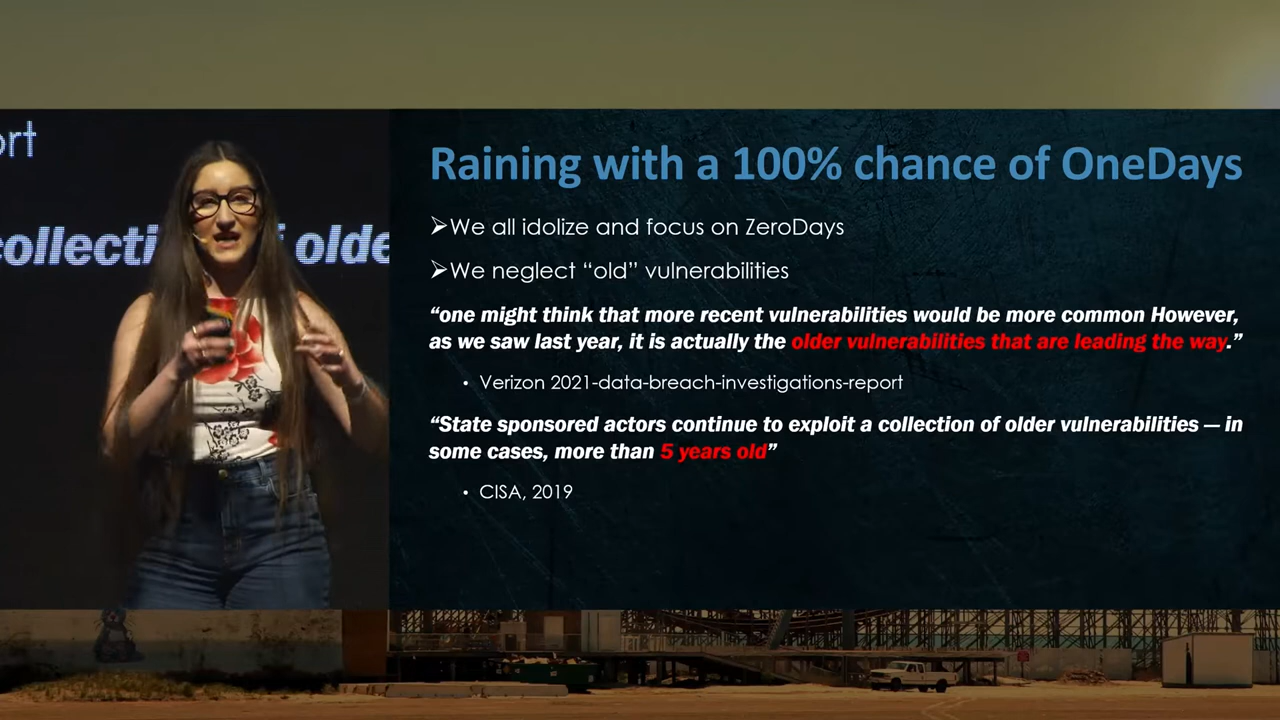 ort
collecti f olde
Raining with a 100% chance of OneDays
➢We all idolize and focus on ZeroDays
➢We neglect “old” vulnerabilities
“one might think that more recent vulnerabilities would be more common However,
as we saw last year, it is actually the older vulnerabilities that are leading the way.”
• Verizon 2021-data-breach-investigations-report
“State sponsored actors continue to exploit a collection of older vulnerabilities — in
some cases, more than 5 years old”
• CISA, 2019